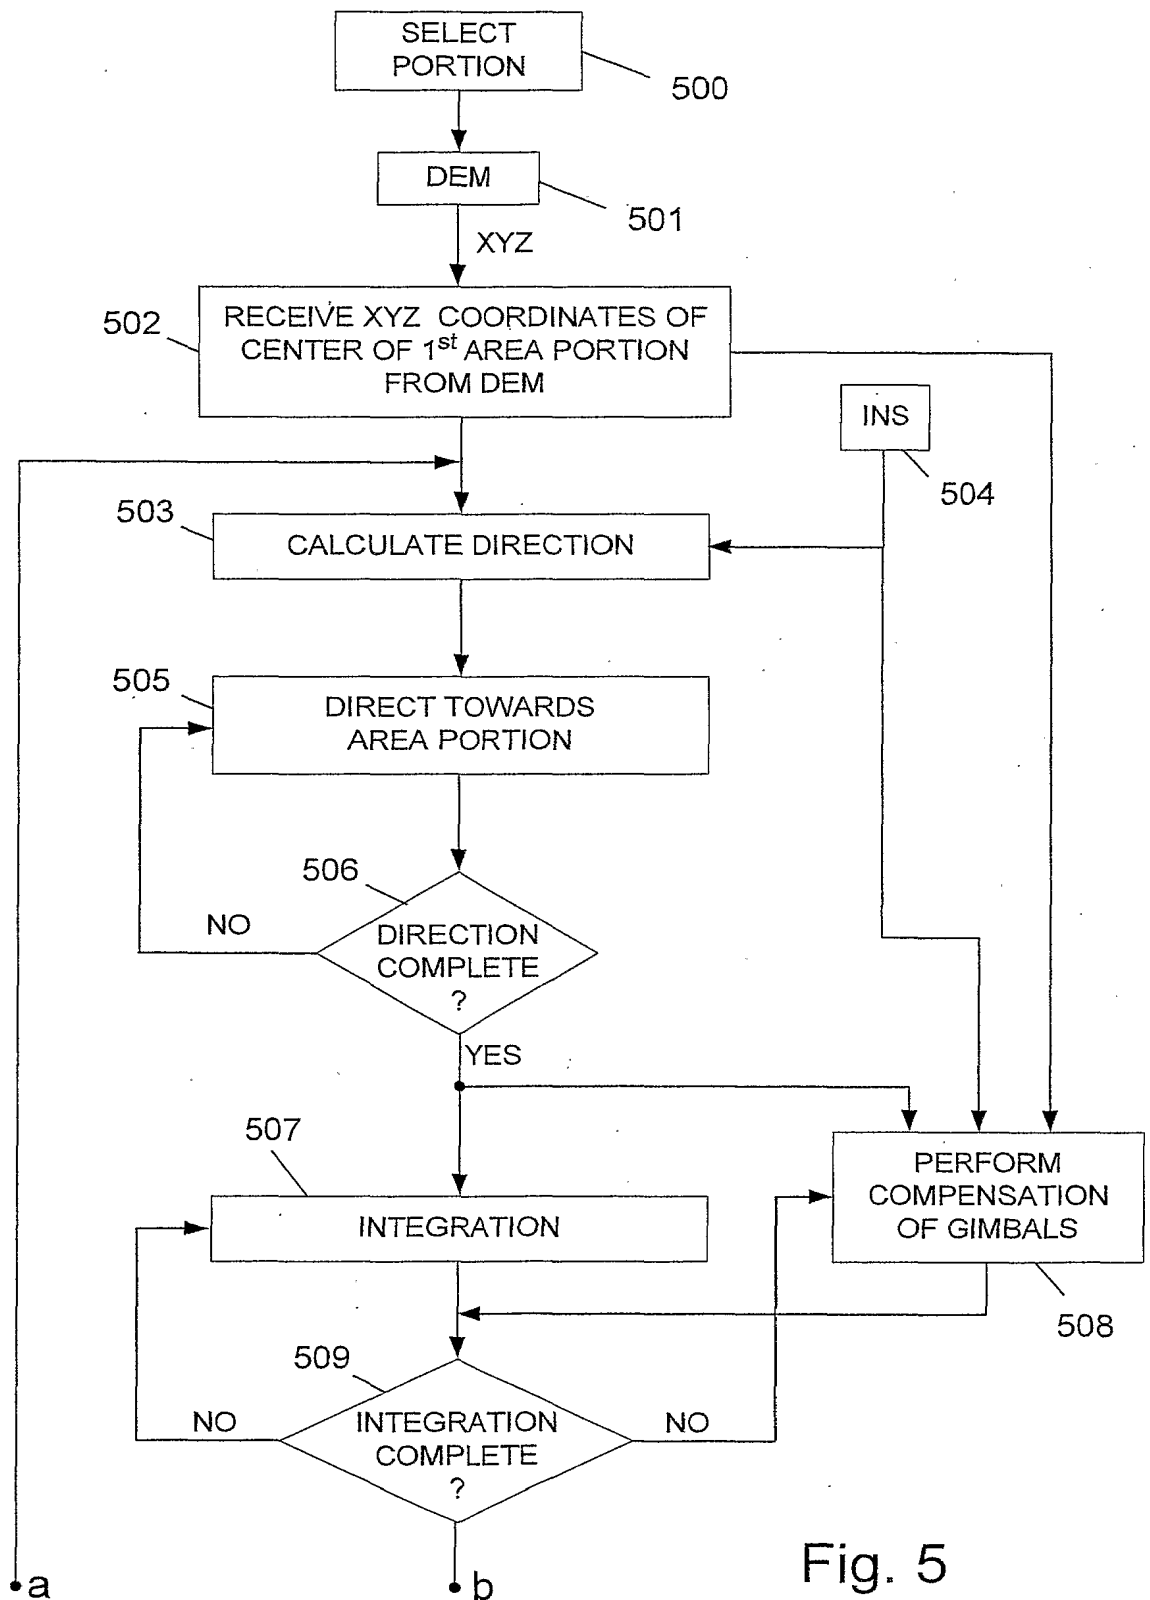 SELECT
PORTION
500
DEM
501
XYZ
502
RECEIVE XYZ COORDINATES OF
CENTER OF 1st AREA PORTION
FROM DEM
INS
504
503
CALCULATE DIRECTION
505
DIRECT TOWARDS
AREA PORTION
506
NO
DIRECTION
COMPLETE
?
YES
507
INTEGRATION
PERFORM
COMPENSATION
OF GIMBALS
508
509
NO
INTEGRATION
COMPLETE
?
NO
a
b
Fig. 5